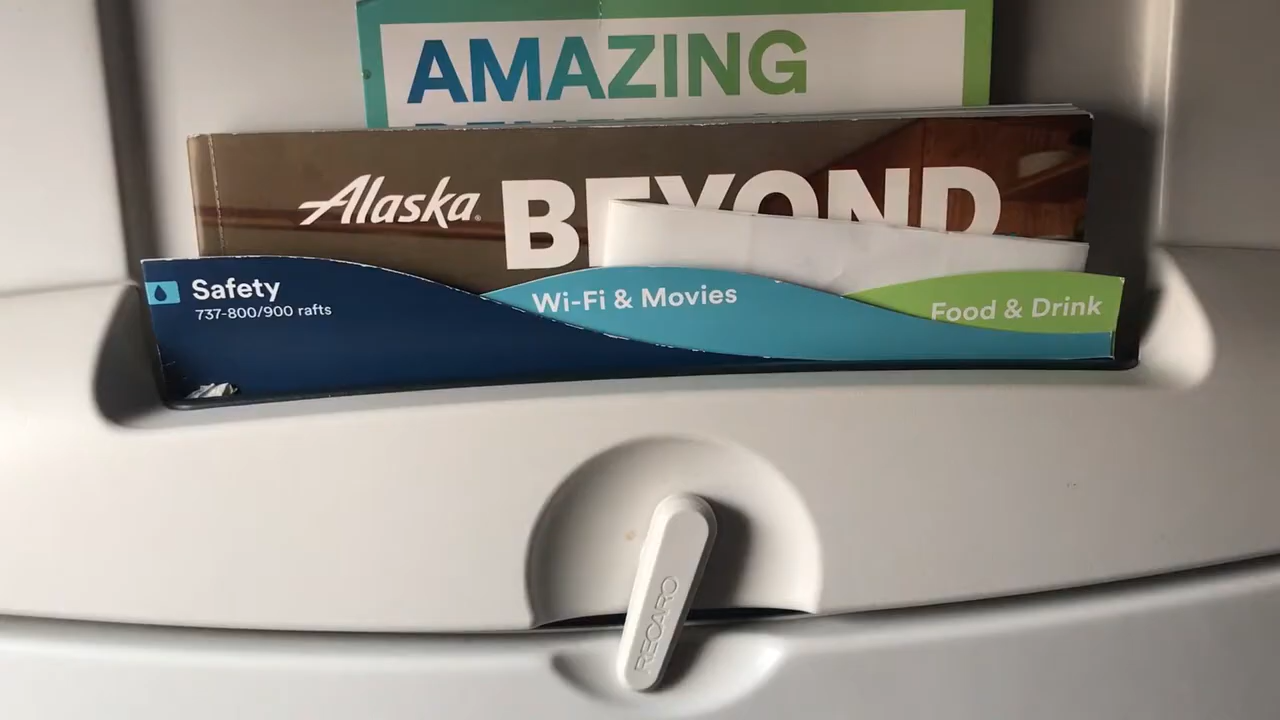 AMAZING
Alaska BEYOND
Safety
737-800/900 rafts
Wi-Fi & Movies
Food & Drink
RECARO